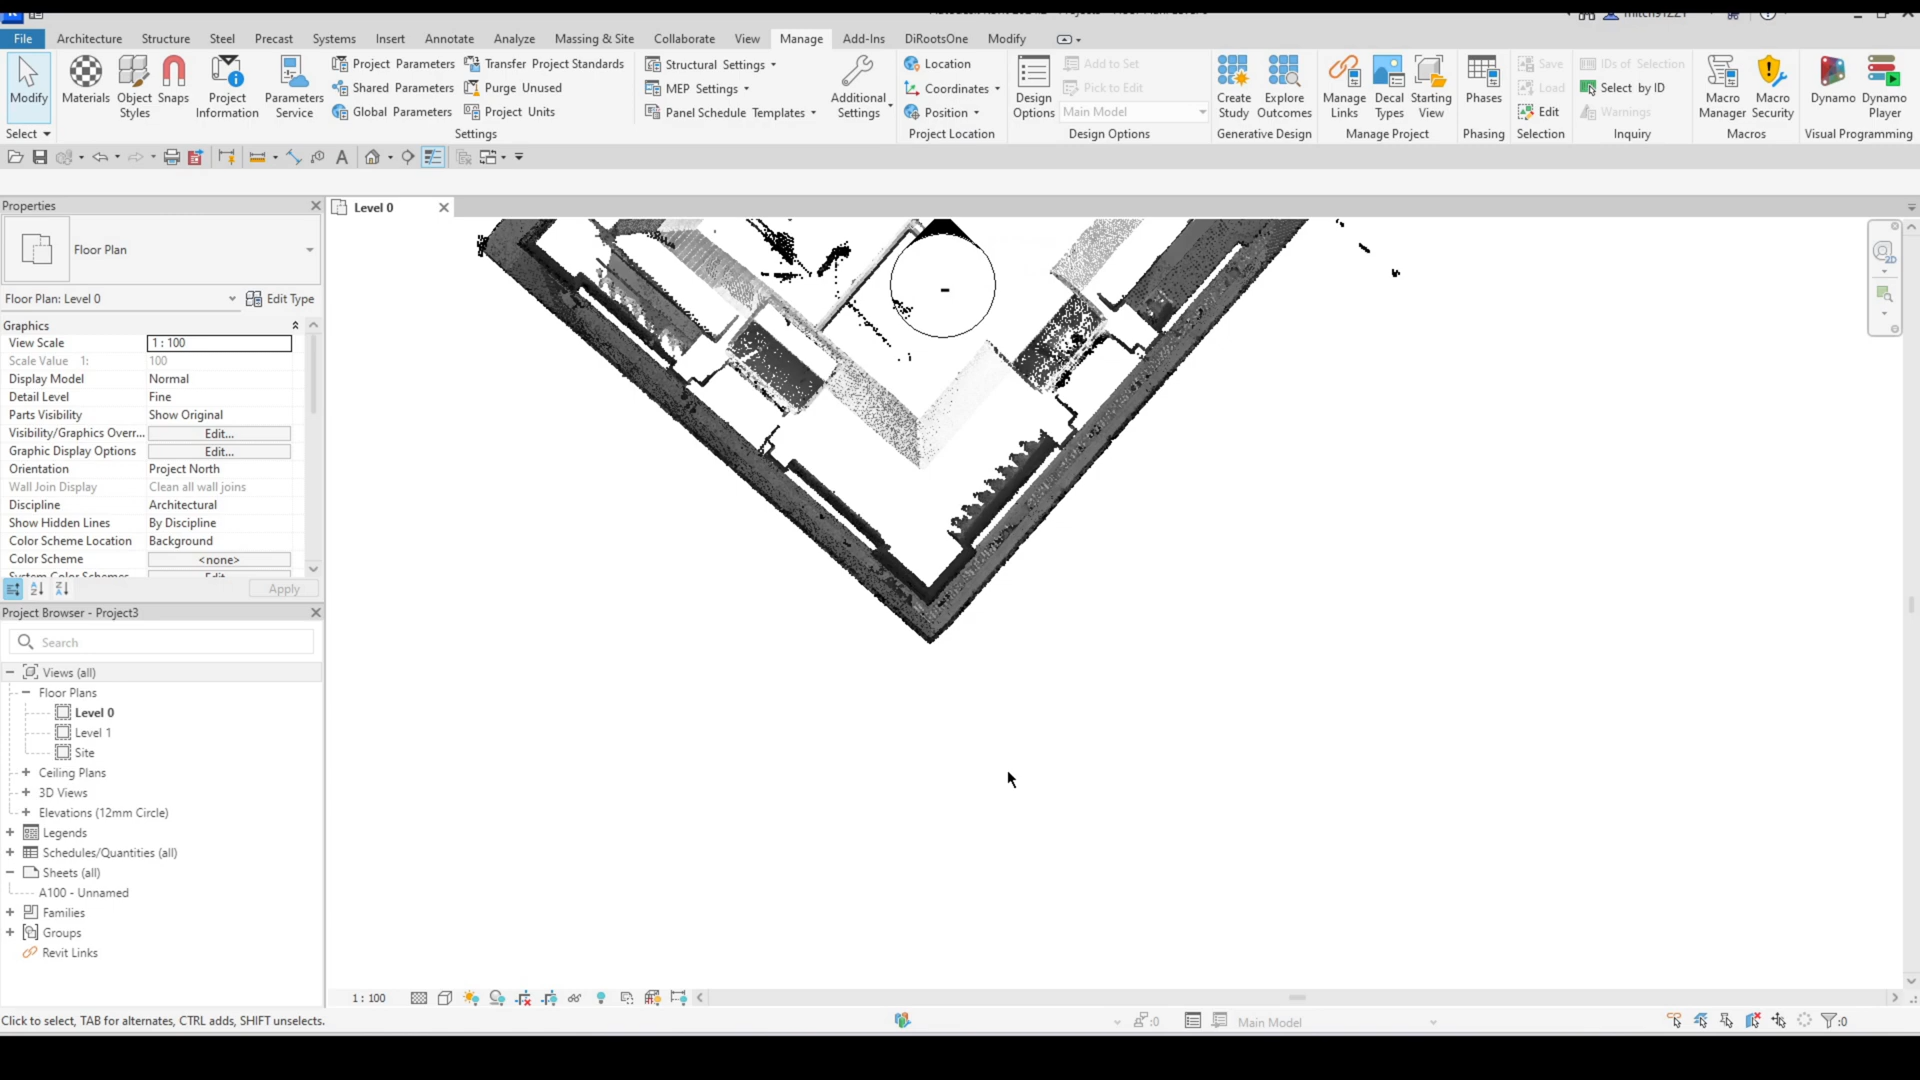 File Architecture Structure Steel Precast Systems Insert Annotate Analyze Massing & Site Collaborate View Manage Add-Ins DiRootsOne Modify
Modify
Select
Materials
Object Styles
Snaps
Project Information
Parameters Service
Project Parameters
Shared Parameters
Global Parameters
Transfer Project Standards
Purge Unused
Project Units
Settings
Structural Settings
MEP Settings
Panel Schedule Templates
Additional Settings
Location
Coordinates
Position
Project Location
Design Options
Add to Set
Pick to Edit
Main Model
Design Options
Create Study
Explore Outcomes
Generative Design
Manage Links
Decal Types
Starting View
Manage Project
Phases
Phasing
Save
Load
Edit
Selection
IDs of Selection
Select by ID
Warnings
Inquiry
Macro Manager
Macro Security
Macros
Dynamo
Dynamo Player
Visual Programming
Properties
Level 0
Floor Plan
Floor Plan: Level 0
Edit Type
Graphics
View Scale 1 : 100
Scale Value 1: 100
Display Model Normal
Detail Level Fine
Parts Visibility Show Original
Visibility/Graphics Overr... Edit...
Graphic Display Options Edit...
Orientation Project North
Wall Join Display Clean all wall joins
Discipline Architectural
Show Hidden Lines By Discipline
Color Scheme Location Background
Color Scheme <none>
Apply
Project Browser - Project3
Search
Views (all)
Floor Plans
Level 0
Level 1
Site
Ceiling Plans
3D Views
Elevations (12mm Circle)
Legends
Schedules/Quantities (all)
Sheets (all)
A100 - Unnamed
Families
Groups
Revit Links
1 : 100
Click to select, TAB for alternates, CTRL adds, SHIFT unselects.
:0
Main Model
:0
2D